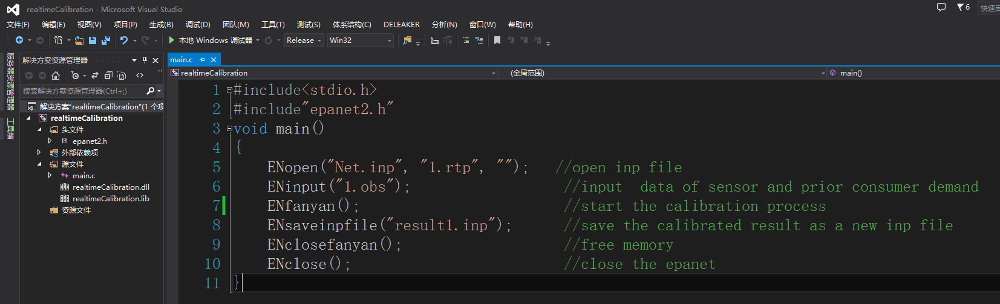 realtimeCalibration - Microsoft Visual Studio
6
快速启
文件(F) 编辑(E) 视图(V) 项目(P) 生成(B) 调试(D) 团队(M) 工具(T) 测试(S) 体系结构(C) DELEAKER 分析(N) 窗口(W) 帮助(H)
本地 Windows 调试器 Release Win32
服务器资源管理器
工具箱
解决方案资源管理器
搜索解决方案资源管理器(Ctrl+;)
解决方案"realtimeCalibration"(1 个项
realtimeCalibration
头文件
epanet2.h
外部依赖项
源文件
main.c
realtimeCalibration.dll
realtimeCalibration.lib
资源文件
main.c
realtimeCalibration (全局范围) main()
1 #include<stdio.h>
2 #include"epanet2.h"
3 void main()
4 {
5 ENopen("Net.inp", "1.rtp", ""); //open inp file
6 ENinput("1.obs"); //input  data of sensor and prior consumer demand
7 ENfanyan(); //start the calibration process
8 ENsaveinpfile("result1.inp"); //save the calibrated result as a new inp file
9 ENclosefanyan(); //free memory
10 ENclose(); //close the epanet
11 }